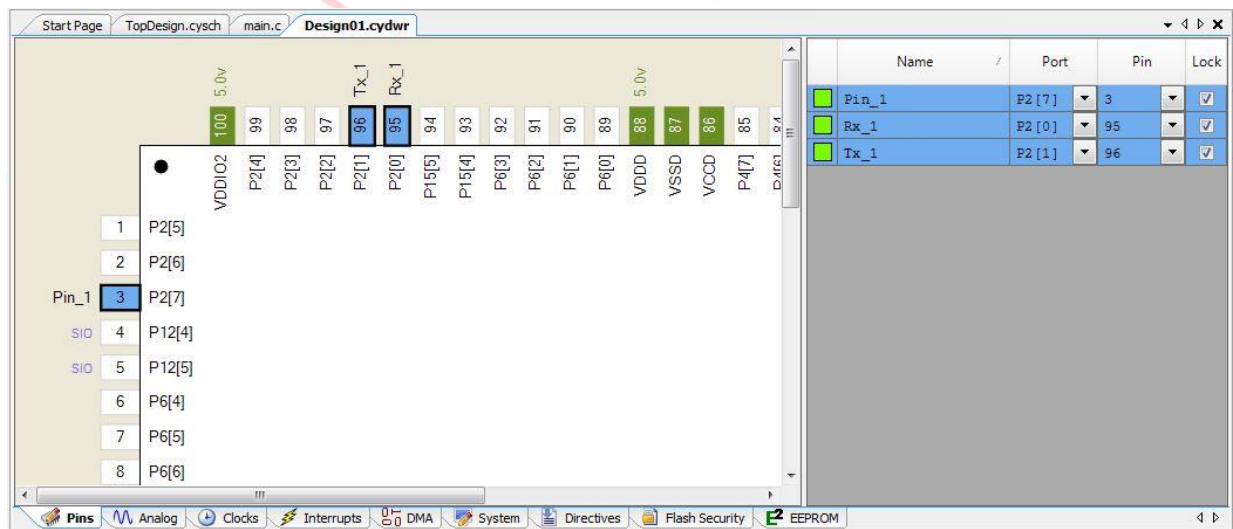 Start Page TopDesign.cysch main.c Design01.cydwr
Name / Port Pin Lock
Pin_1 P2[7] 3
Rx_1 P2[0] 95
Tx_1 P2[1] 96
5.0v Tx_1 Rx_1 5.0v
100 99 98 97 96 95 94 93 92 91 90 89 88 87 86 85 84
VDDIO2 P2[4] P2[3] P2[2] P2[1] P2[0] P15[5] P15[4] P6[3] P6[2] P6[1] P6[0] VDDD VSSD VCCD P4[7] P4[6]
1 P2[5]
2 P2[6]
Pin_1 3 P2[7]
SIO 4 P12[4]
SIO 5 P12[5]
6 P6[4]
7 P6[5]
8 P6[6]
Pins Analog Clocks Interrupts DMA System Directives Flash Security EEPROM